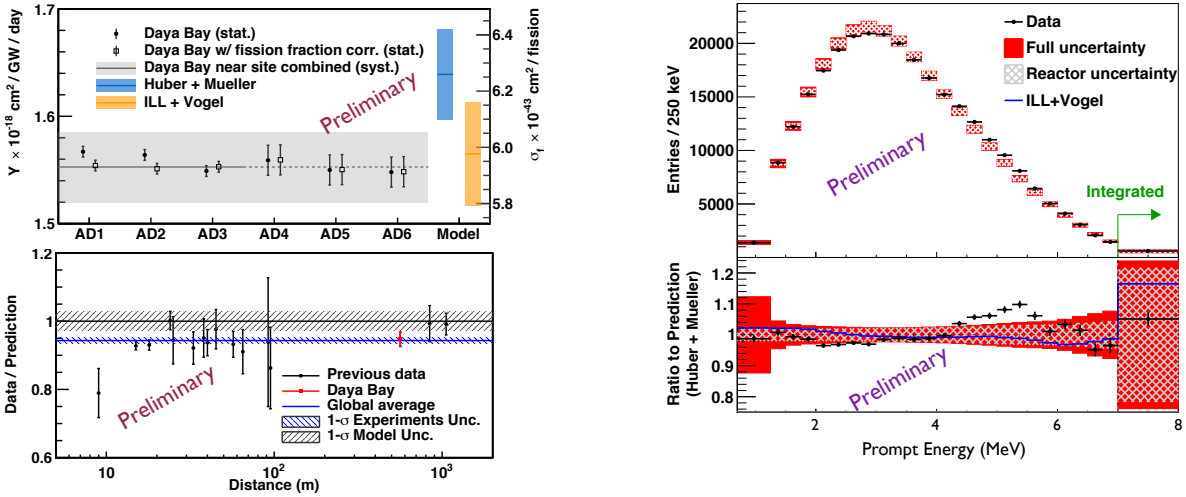 1.7
1.6
1.5
Y × 10⁻¹⁸ cm² / GW / day
Daya Bay (stat.)
Daya Bay w/ fission fraction corr. (stat.)
Daya Bay near site combined (syst.)
Huber + Mueller
ILL + Vogel
Preliminary
6.4
6.2
6.0
5.8
σf × 10⁻⁴³ cm² / fission
AD1 AD2 AD3 AD4 AD5 AD6 Model
1.2
1
0.8
0.6
Data / Prediction
Preliminary
Previous data
Daya Bay
Global average
1-σ Experiments Unc.
1-σ Model Unc.
10 10² 10³
Distance (m)
20000
15000
10000
5000
Entries / 250 keV
Data
Full uncertainty
Reactor uncertainty
ILL+Vogel
Preliminary
Integrated
1.2
1.1
1
0.9
0.8
Ratio to Prediction
(Huber + Mueller)
Preliminary
2 4 6 8
Prompt Energy (MeV)